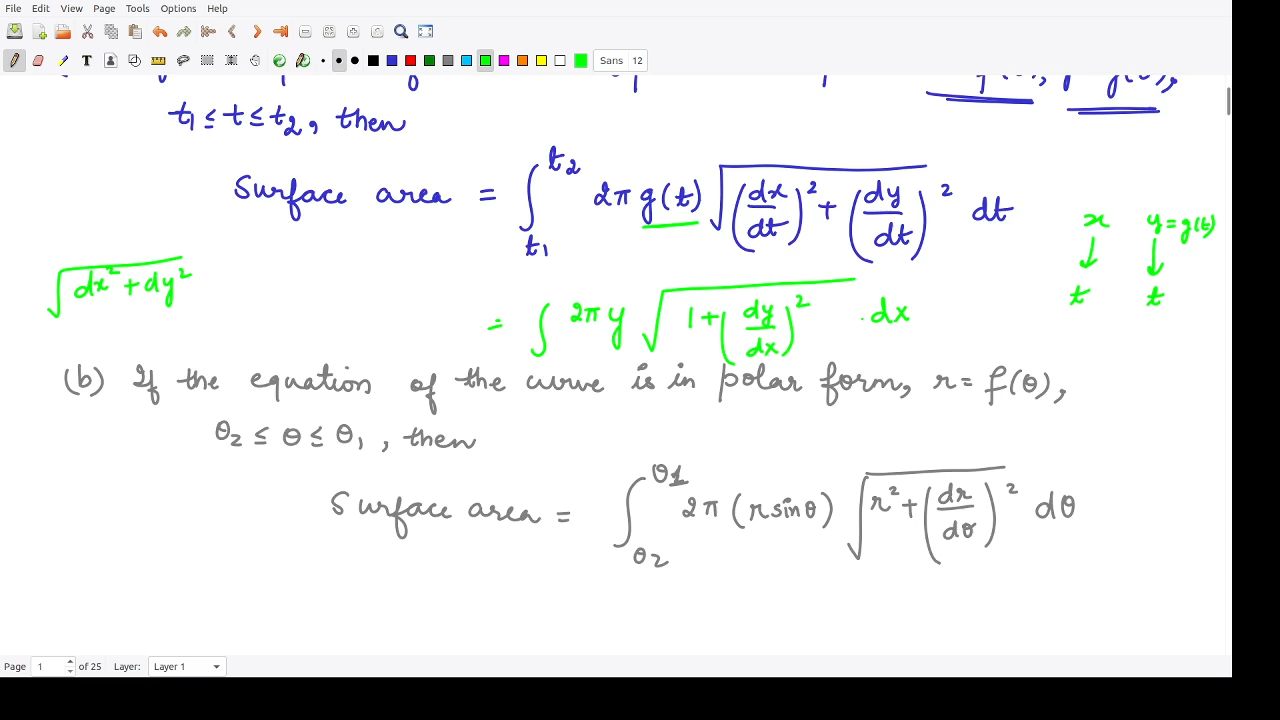 File Edit View Page Tools Options Help
T Sans 12
t₁ ≤ t ≤ t₂, then
Surface area = ∫_{t₁}^{t₂} 2π g(t) √((dx/dt)² + (dy/dt)²) dt
x y = g(t)
↓ ↓
t t
√(dx² + dy²)
= ∫ 2πy √(1 + (dy/dx)²) . dx
(b) If the equation of the curve is in polar form, r = f(θ),
θ₂ ≤ θ ≤ θ₁, then
Surface area = ∫_{θ₂}^{θ₁} 2π (r sinθ) √(r² + (dr/dθ)²) dθ
Page 1 of 25 Layer: Layer 1